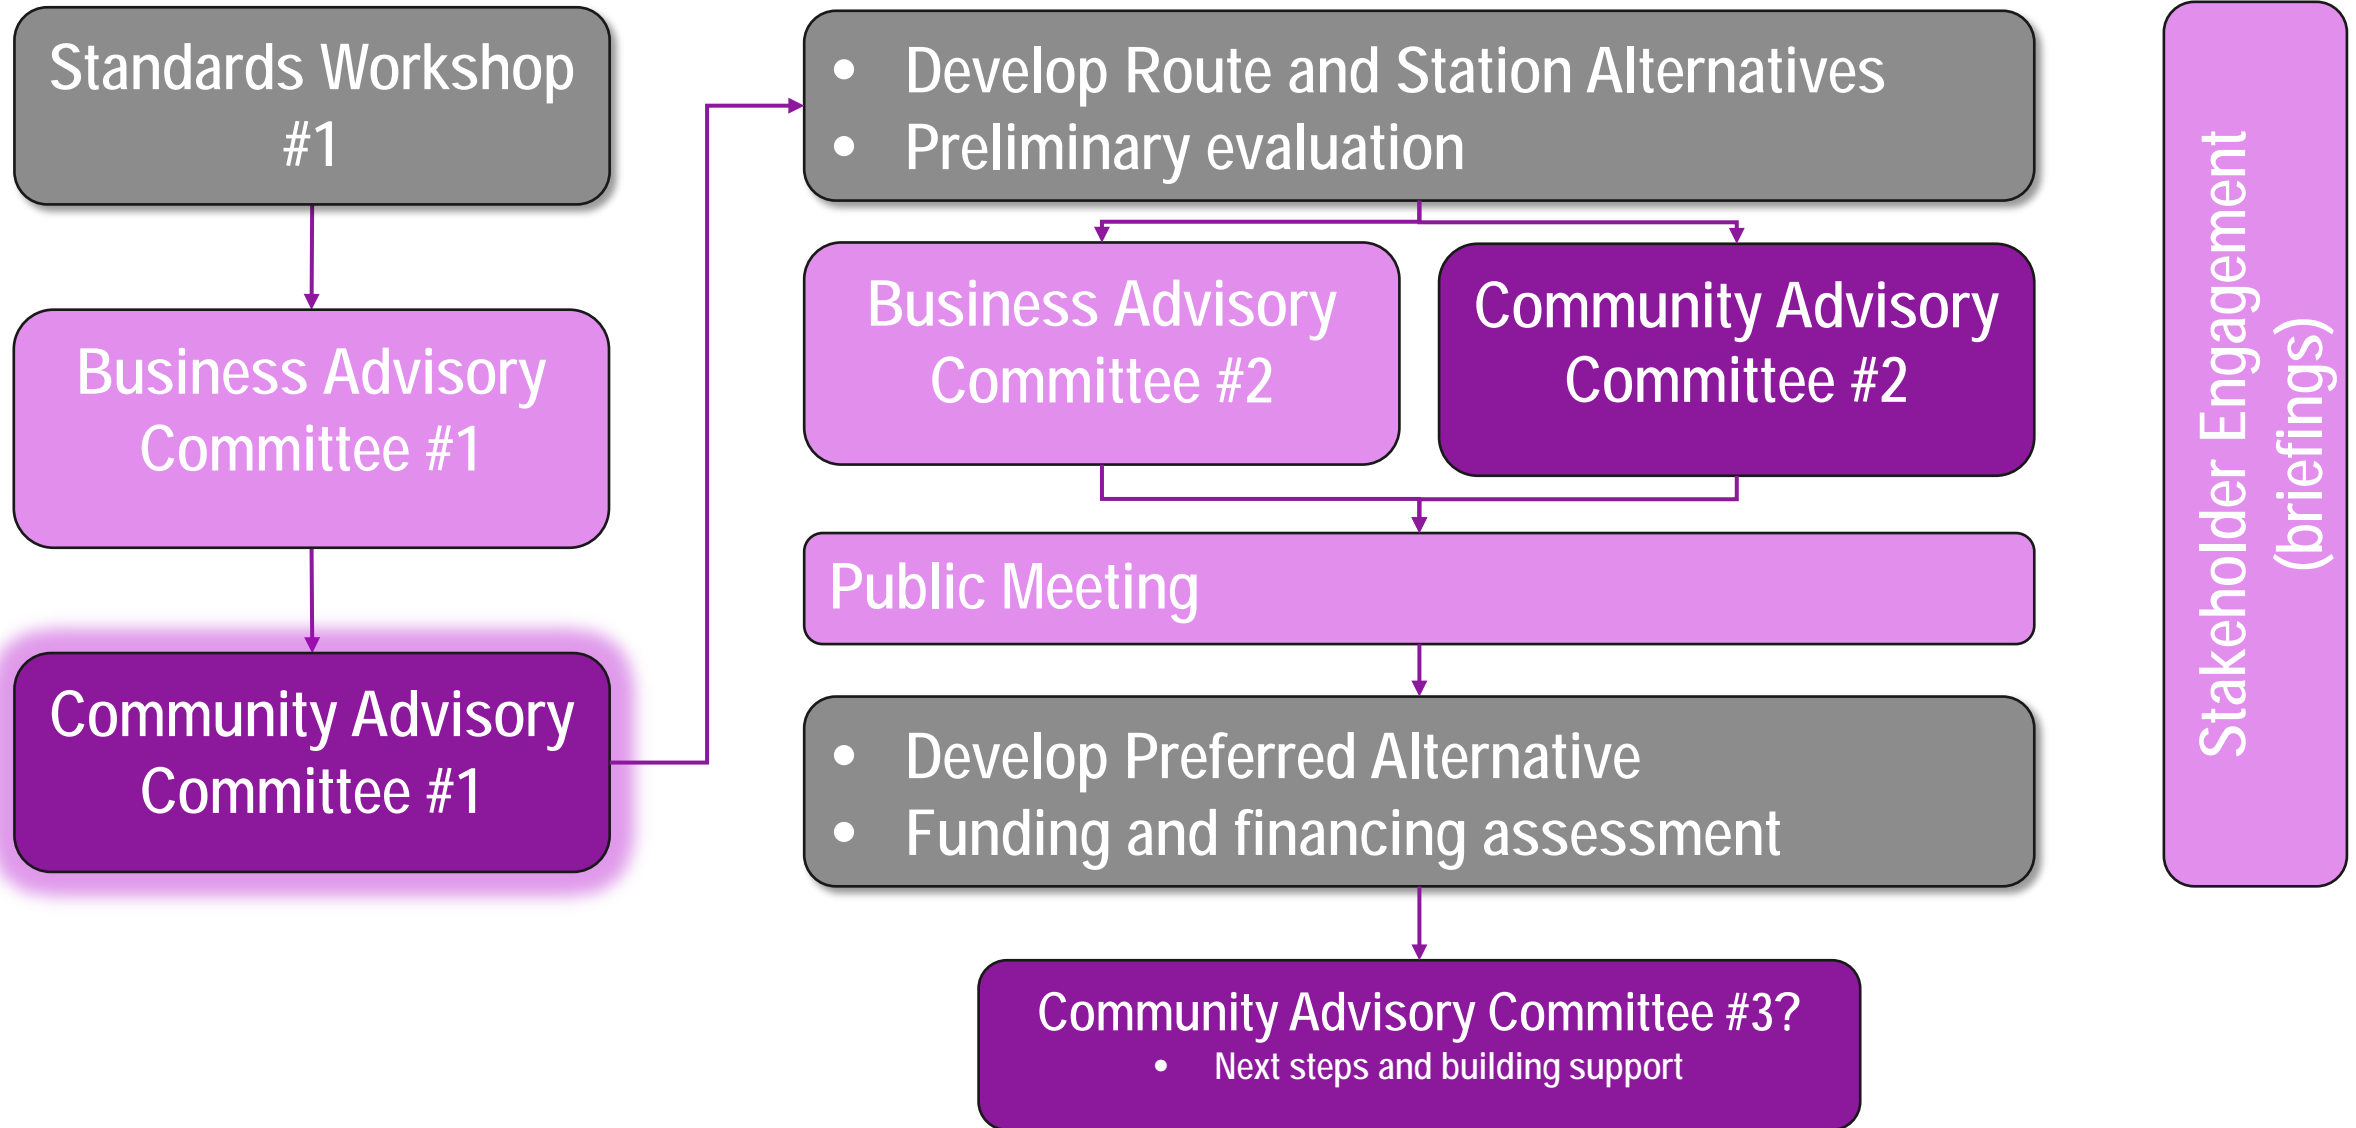 Standards Workshop
#1
Business Advisory
Committee #1
Community Advisory
Committee #1
• Develop Route and Station Alternatives
• Preliminary evaluation
Business Advisory
Committee #2
Community Advisory
Committee #2
Public Meeting
• Develop Preferred Alternative
• Funding and financing assessment
Community Advisory Committee #3?
• Next steps and building support
Stakeholder Engagement
(briefings)